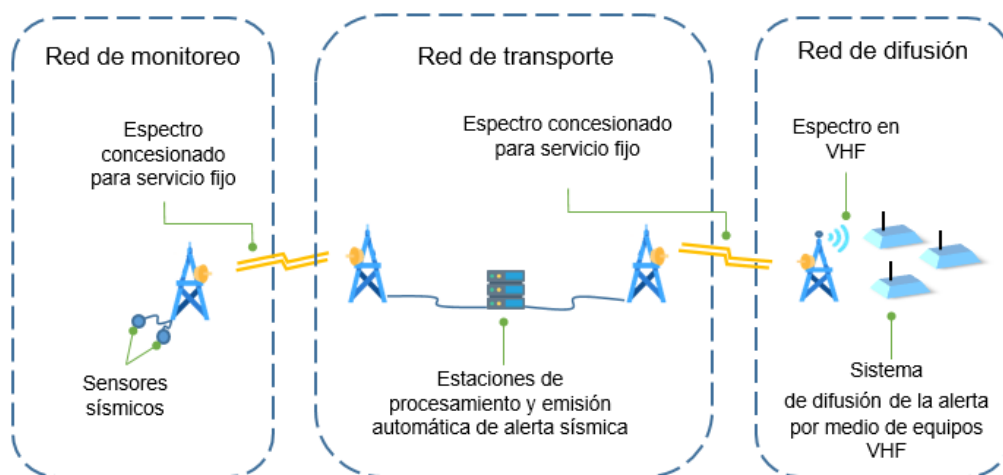 Red de monitoreo
Espectro
concesionado
para servicio fijo
Sensores
sísmicos
Red de transporte
Espectro concesionado
para servicio fijo
Estaciones de
procesamiento y emisión
automática de alerta sísmica
Red de difusión
Espectro en
VHF
Sistema
de difusión de la alerta
por medio de equipos
VHF